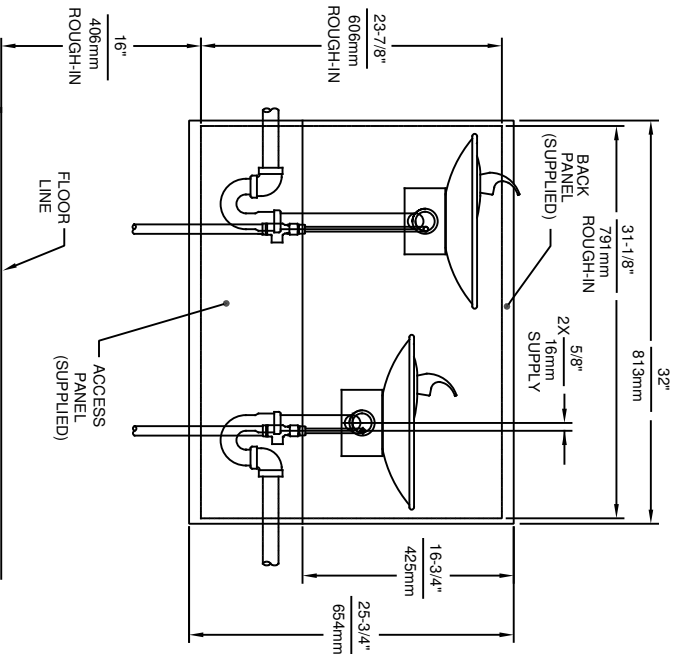 32"
813mm
31-1/8"
791mm
ROUGH-IN
BACK
PANEL
(SUPPLIED)
2X 5/8"
16mm
SUPPLY
23-7/8"
606mm
ROUGH-IN
16"
406mm
ROUGH-IN
16-3/4"
425mm
25-3/4"
654mm
FLOOR
LINE
ACCESS
PANEL
(SUPPLIED)